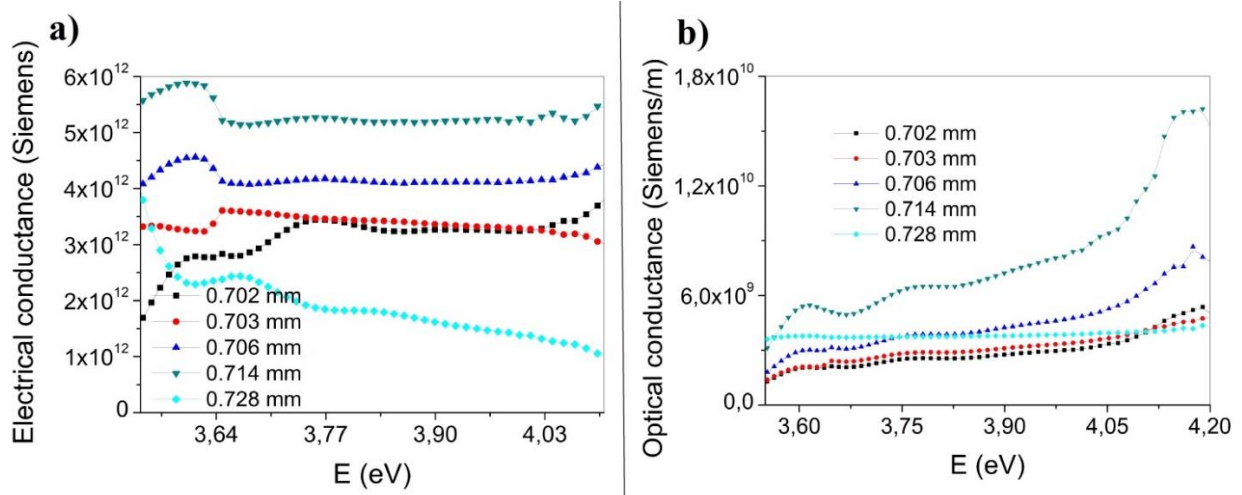 a)
Electrical conductance (Siemens)
6x10¹²
5x10¹²
4x10¹²
3x10¹²
2x10¹²
1x10¹²
0
0.702 mm
0.703 mm
0.706 mm
0.714 mm
0.728 mm
3,64 3,77 3,90 4,03
E (eV)
b)
Optical conductance (Siemens/m)
1,8x10¹⁰
1,2x10¹⁰
6,0x10⁹
0,0
0.702 mm
0.703 mm
0.706 mm
0.714 mm
0.728 mm
3,60 3,75 3,90 4,05 4,20
E (eV)